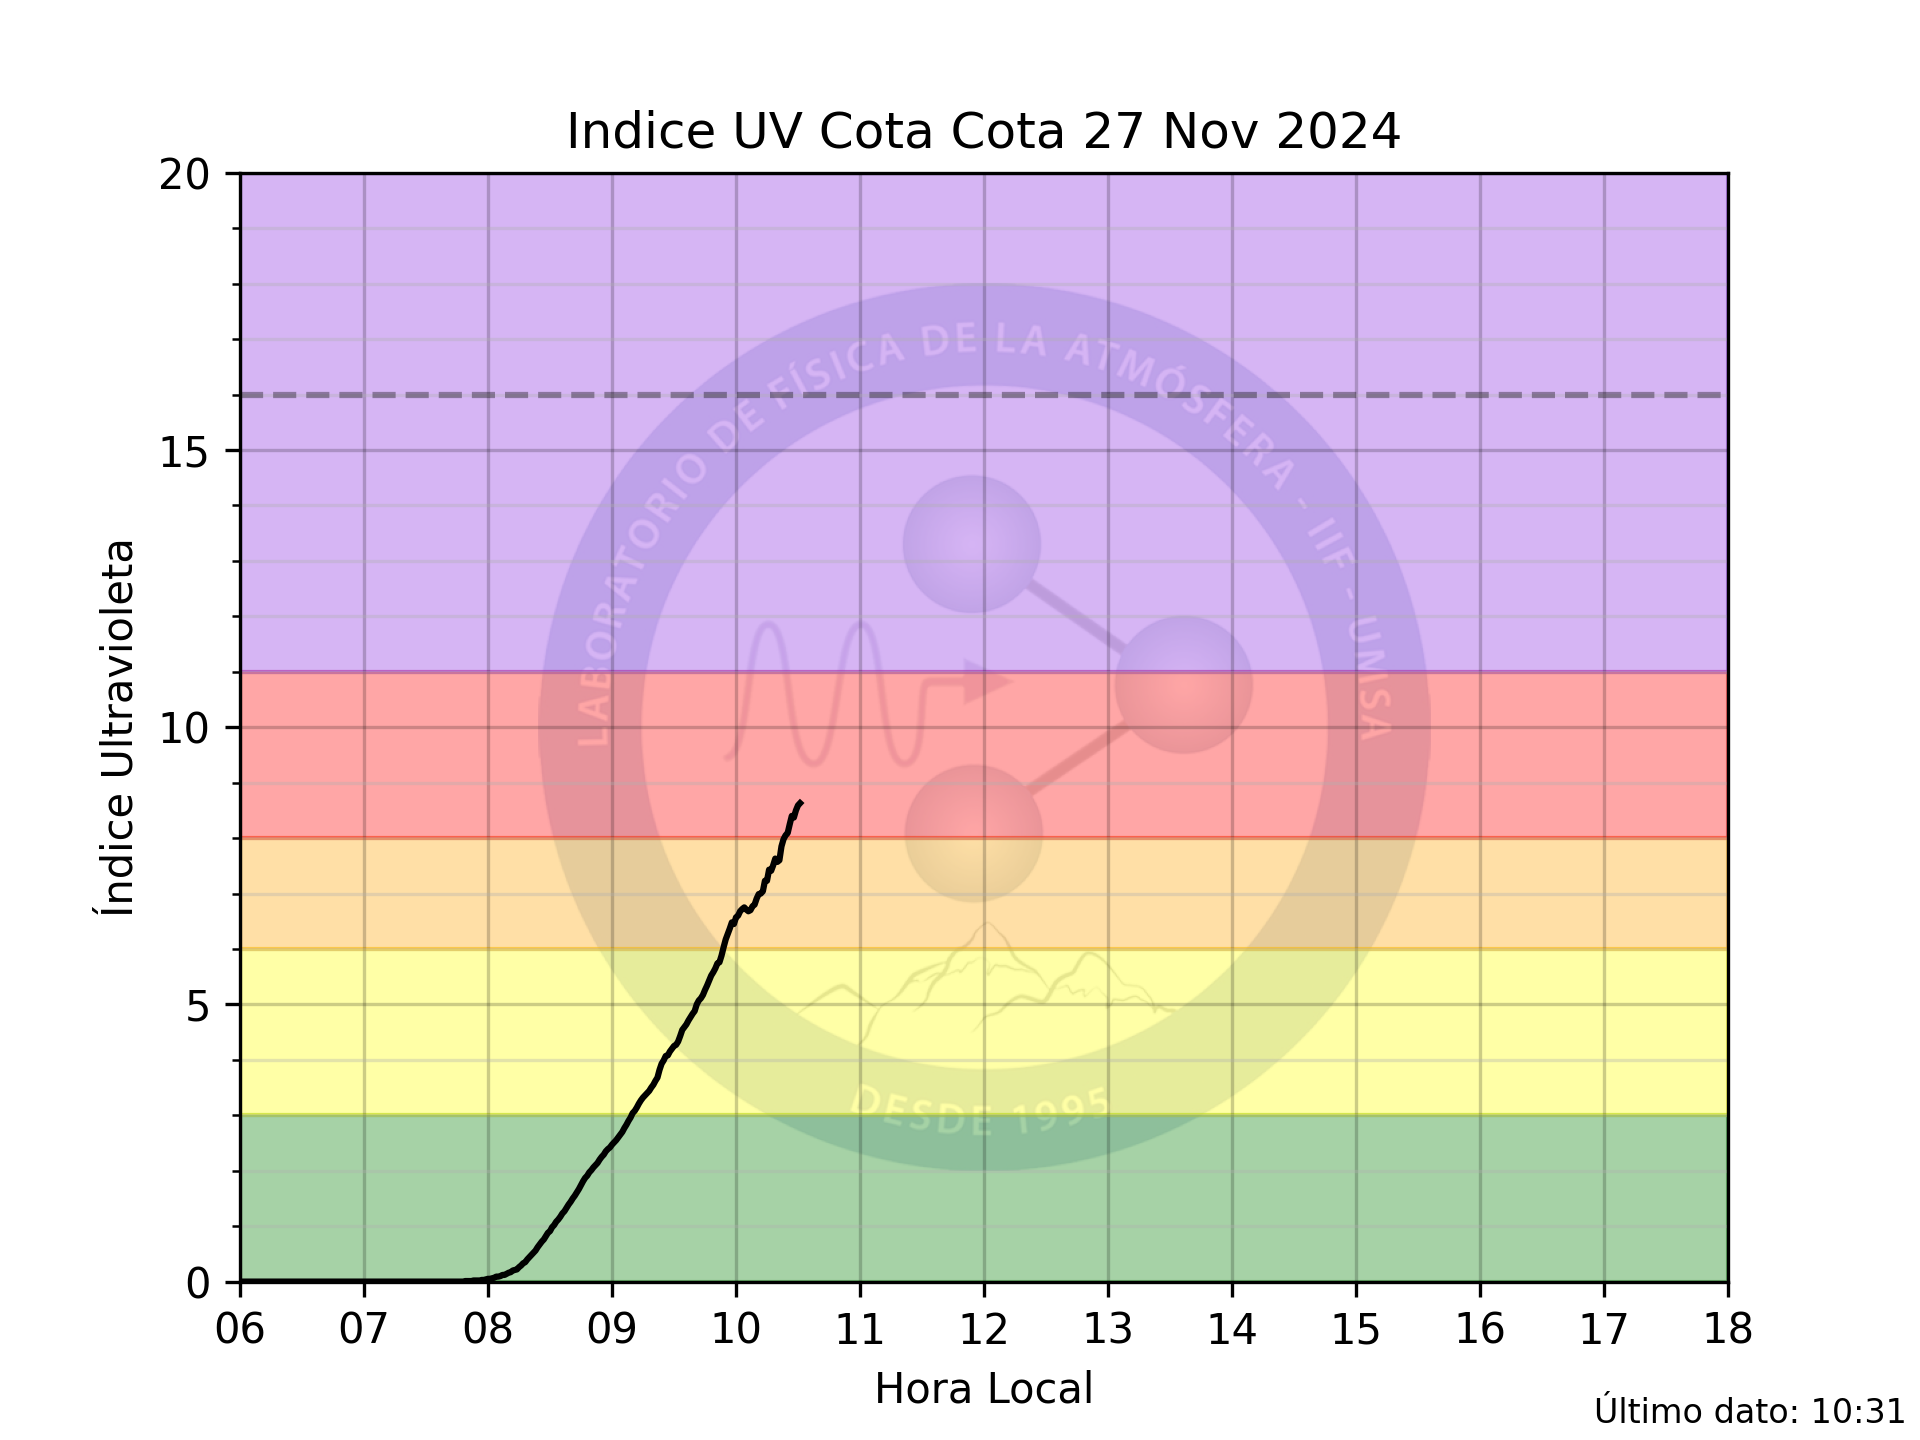 Indice UV Cota Cota 27 Nov 2024
20
15
10
5
0
Índice Ultravioleta
LABORATORIO DE FÍSICA DE LA ATMÓSFERA - IIF - UMSA
DESDE 1995
06 07 08 09 10 11 12 13 14 15 16 17 18
Hora Local
Último dato: 10:31